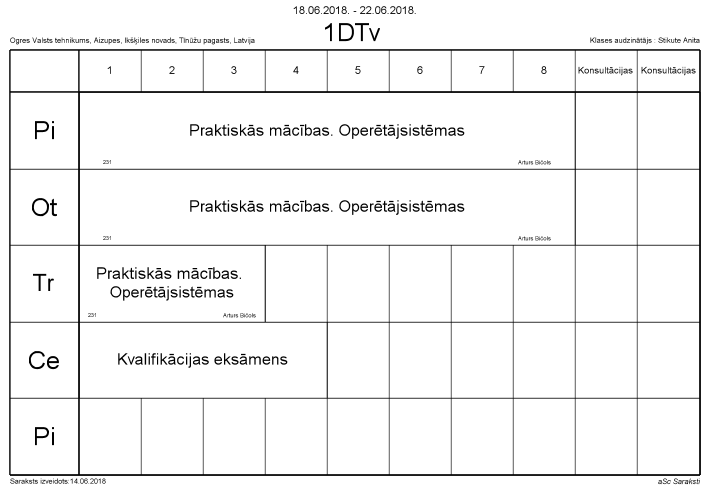 18.06.2018. - 22.06.2018.
1DTv
Ogres Valsts tehnikums, Aizupes, Ikšķiles novads, Tīnūžu pagasts, Latvija
Klases audzinātājs : Stikute Anita
1 2 3 4 5 6 7 8 Konsultācijas Konsultācijas
Pi
Praktiskās mācības. Operētājsistēmas
231 Arturs Bičols
Ot
Praktiskās mācības. Operētājsistēmas
231 Arturs Bičols
Tr
Praktiskās mācības.
Operētājsistēmas
231 Arturs Bičols
Ce
Kvalifikācijas eksāmens
Pi
Saraksts izveidots:14.06.2018
aSc Saraksti